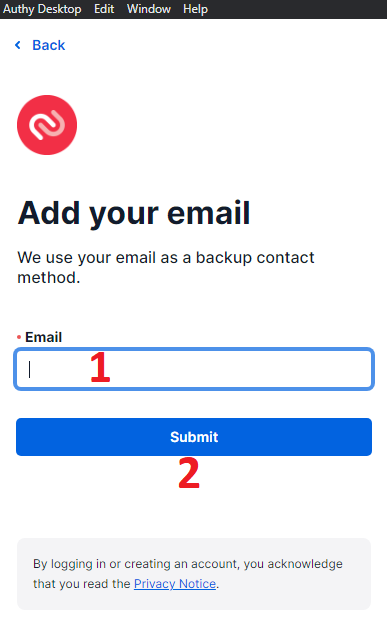 Authy Desktop Edit Window Help
Back
Add your email
We use your email as a backup contact
method.
• Email
1
Submit
2
By logging in or creating an account, you acknowledge
that you read the Privacy Notice.